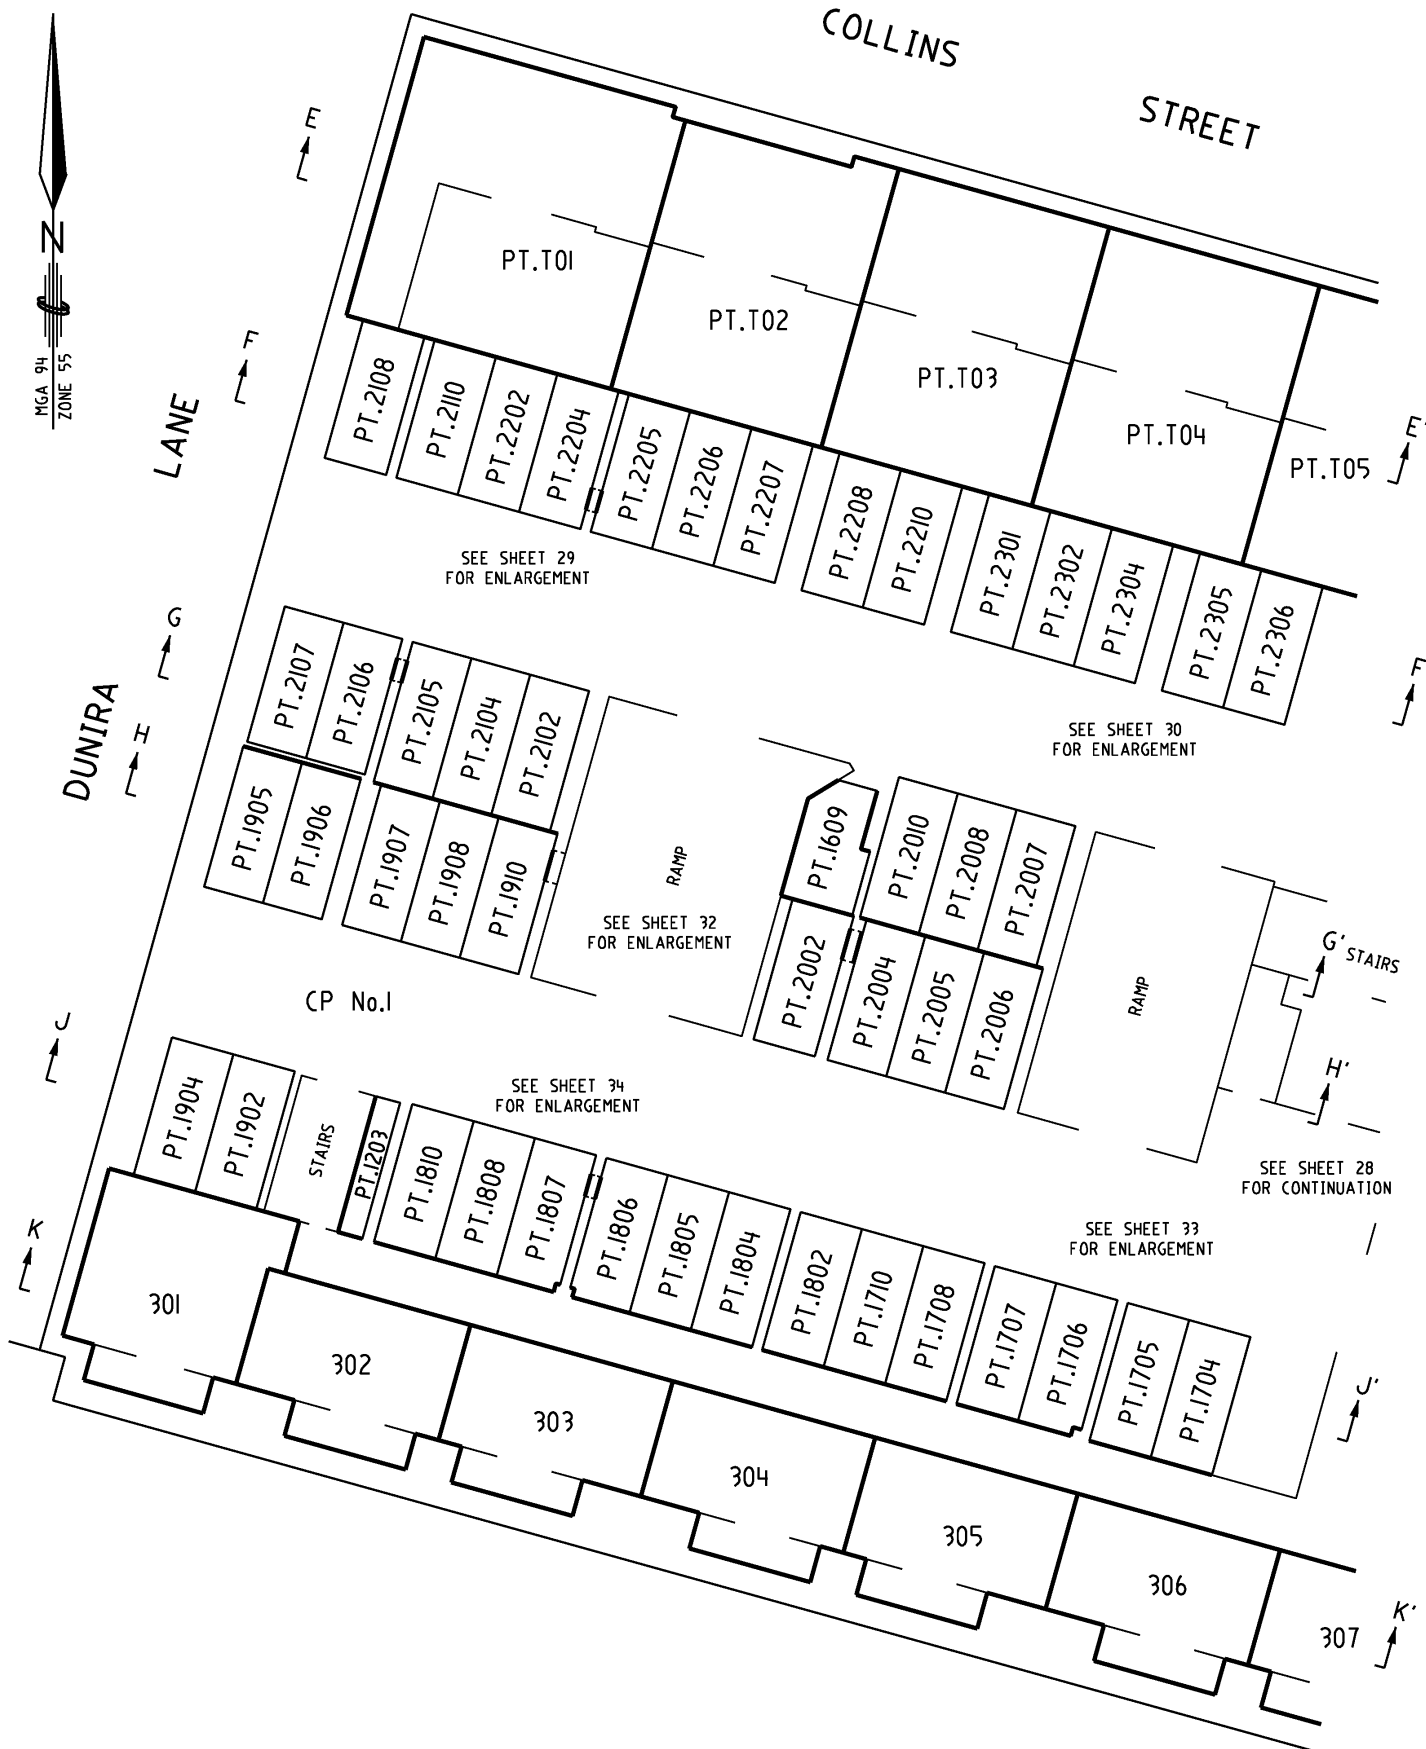 COLLINS
STREET
N
MGA 94
ZONE 55
E
F
LANE
PT.T01
PT.T02
PT.T03
PT.T04
PT.T05
E'
PT.2108
PT.2110
PT.2202
PT.2204
PT.2205
PT.2206
PT.2207
PT.2208
PT.2210
PT.2301
PT.2302
PT.2304
PT.2305
PT.2306
SEE SHEET 29
FOR ENLARGEMENT
G
H
DUNIRA
F'
SEE SHEET 30
FOR ENLARGEMENT
PT.2107
PT.2106
PT.2105
PT.2104
PT.2102
PT.1905
PT.1906
PT.1907
PT.1908
PT.1910
RAMP
SEE SHEET 32
FOR ENLARGEMENT
PT.1609
PT.2010
PT.2008
PT.2007
PT.2002
PT.2004
PT.2005
PT.2006
RAMP
G'
STAIRS
H'
CP No.1
J
SEE SHEET 34
FOR ENLARGEMENT
PT.1904
PT.1902
STAIRS
PT.1203
PT.1810
PT.1808
PT.1807
PT.1806
PT.1805
PT.1804
PT.1802
PT.1710
PT.1708
PT.1707
PT.1706
PT.1705
PT.1704
SEE SHEET 28
FOR CONTINUATION
SEE SHEET 33
FOR ENLARGEMENT
K
J'
301
302
303
304
305
306
307
K'